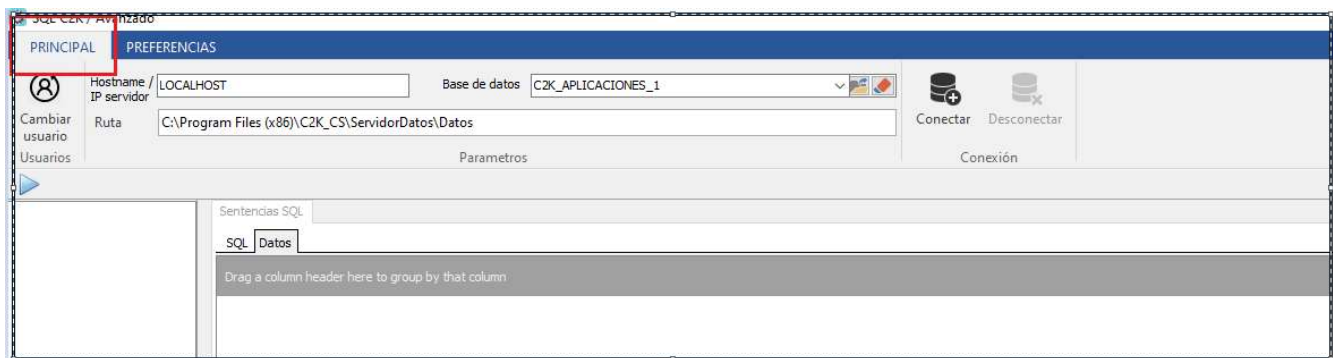 SQL C2K / Avanzado
PRINCIPAL PREFERENCIAS
Hostname / IP servidor LOCALHOST Base de datos C2K_APLICACIONES_1
Cambiar usuario Ruta C:\Program Files (x86)\C2K_CS\ServidorDatos\Datos Conectar Desconectar
Usuarios Parametros Conexión
Sentencias SQL
SQL Datos
Drag a column header here to group by that column